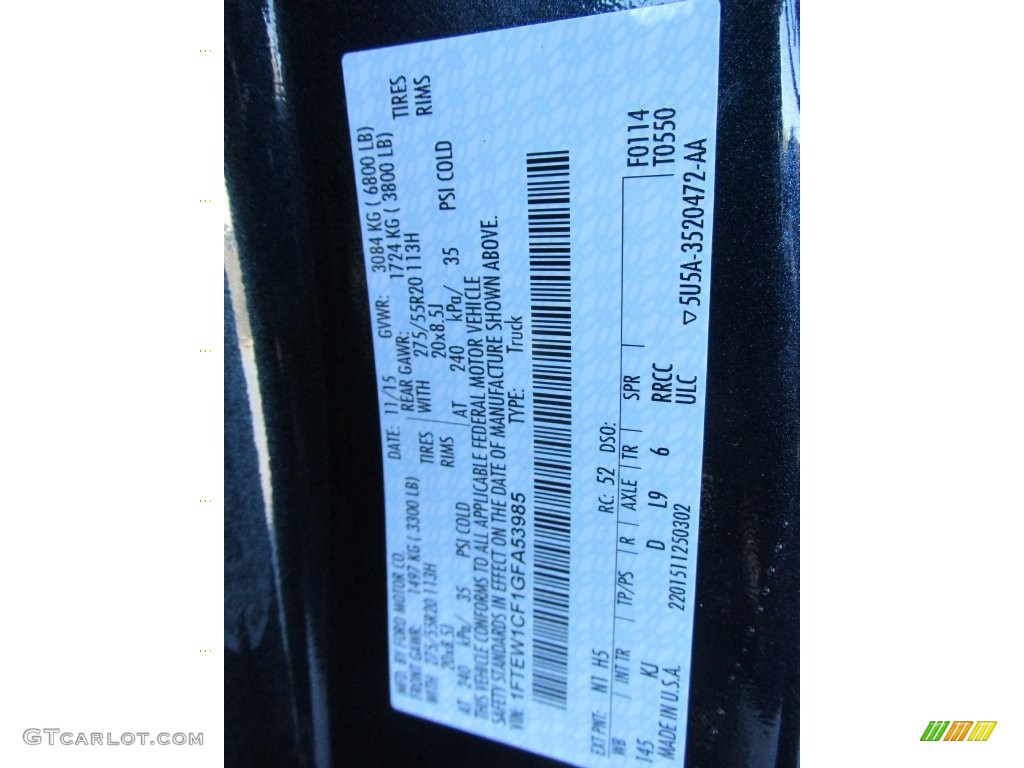 MFD. BY FORD MOTOR CO.
DATE: 11/15 GVWR: 3084 KG ( 6800 LB)
FRONT GAWR: 1497 KG ( 3300 LB) REAR GAWR: 1724 KG ( 3800 LB)
WITH 275/55R20 113H TIRES WITH 275/55R20 113H TIRES
20x8.5J RIMS 20x8.5J RIMS
AT 240 kPa/ 35 PSI COLD AT 240 kPa/ 35 PSI COLD
THIS VEHICLE CONFORMS TO ALL APPLICABLE FEDERAL MOTOR VEHICLE
SAFETY STANDARDS IN EFFECT ON THE DATE OF MANUFACTURE SHOWN ABOVE.
VIN: 1FTEW1CF1GFA53985 TYPE: Truck
EXT PNT: N1 H5 RC: 52 DSO:
WB INT TR TP/PS R AXLE TR SPR F0114
145 KJ D L9 6 RRCC T0550
MADE IN U.S.A. 2201511250302 ULC
▽5U5A-3520472-AA
GTCARLOT.COM